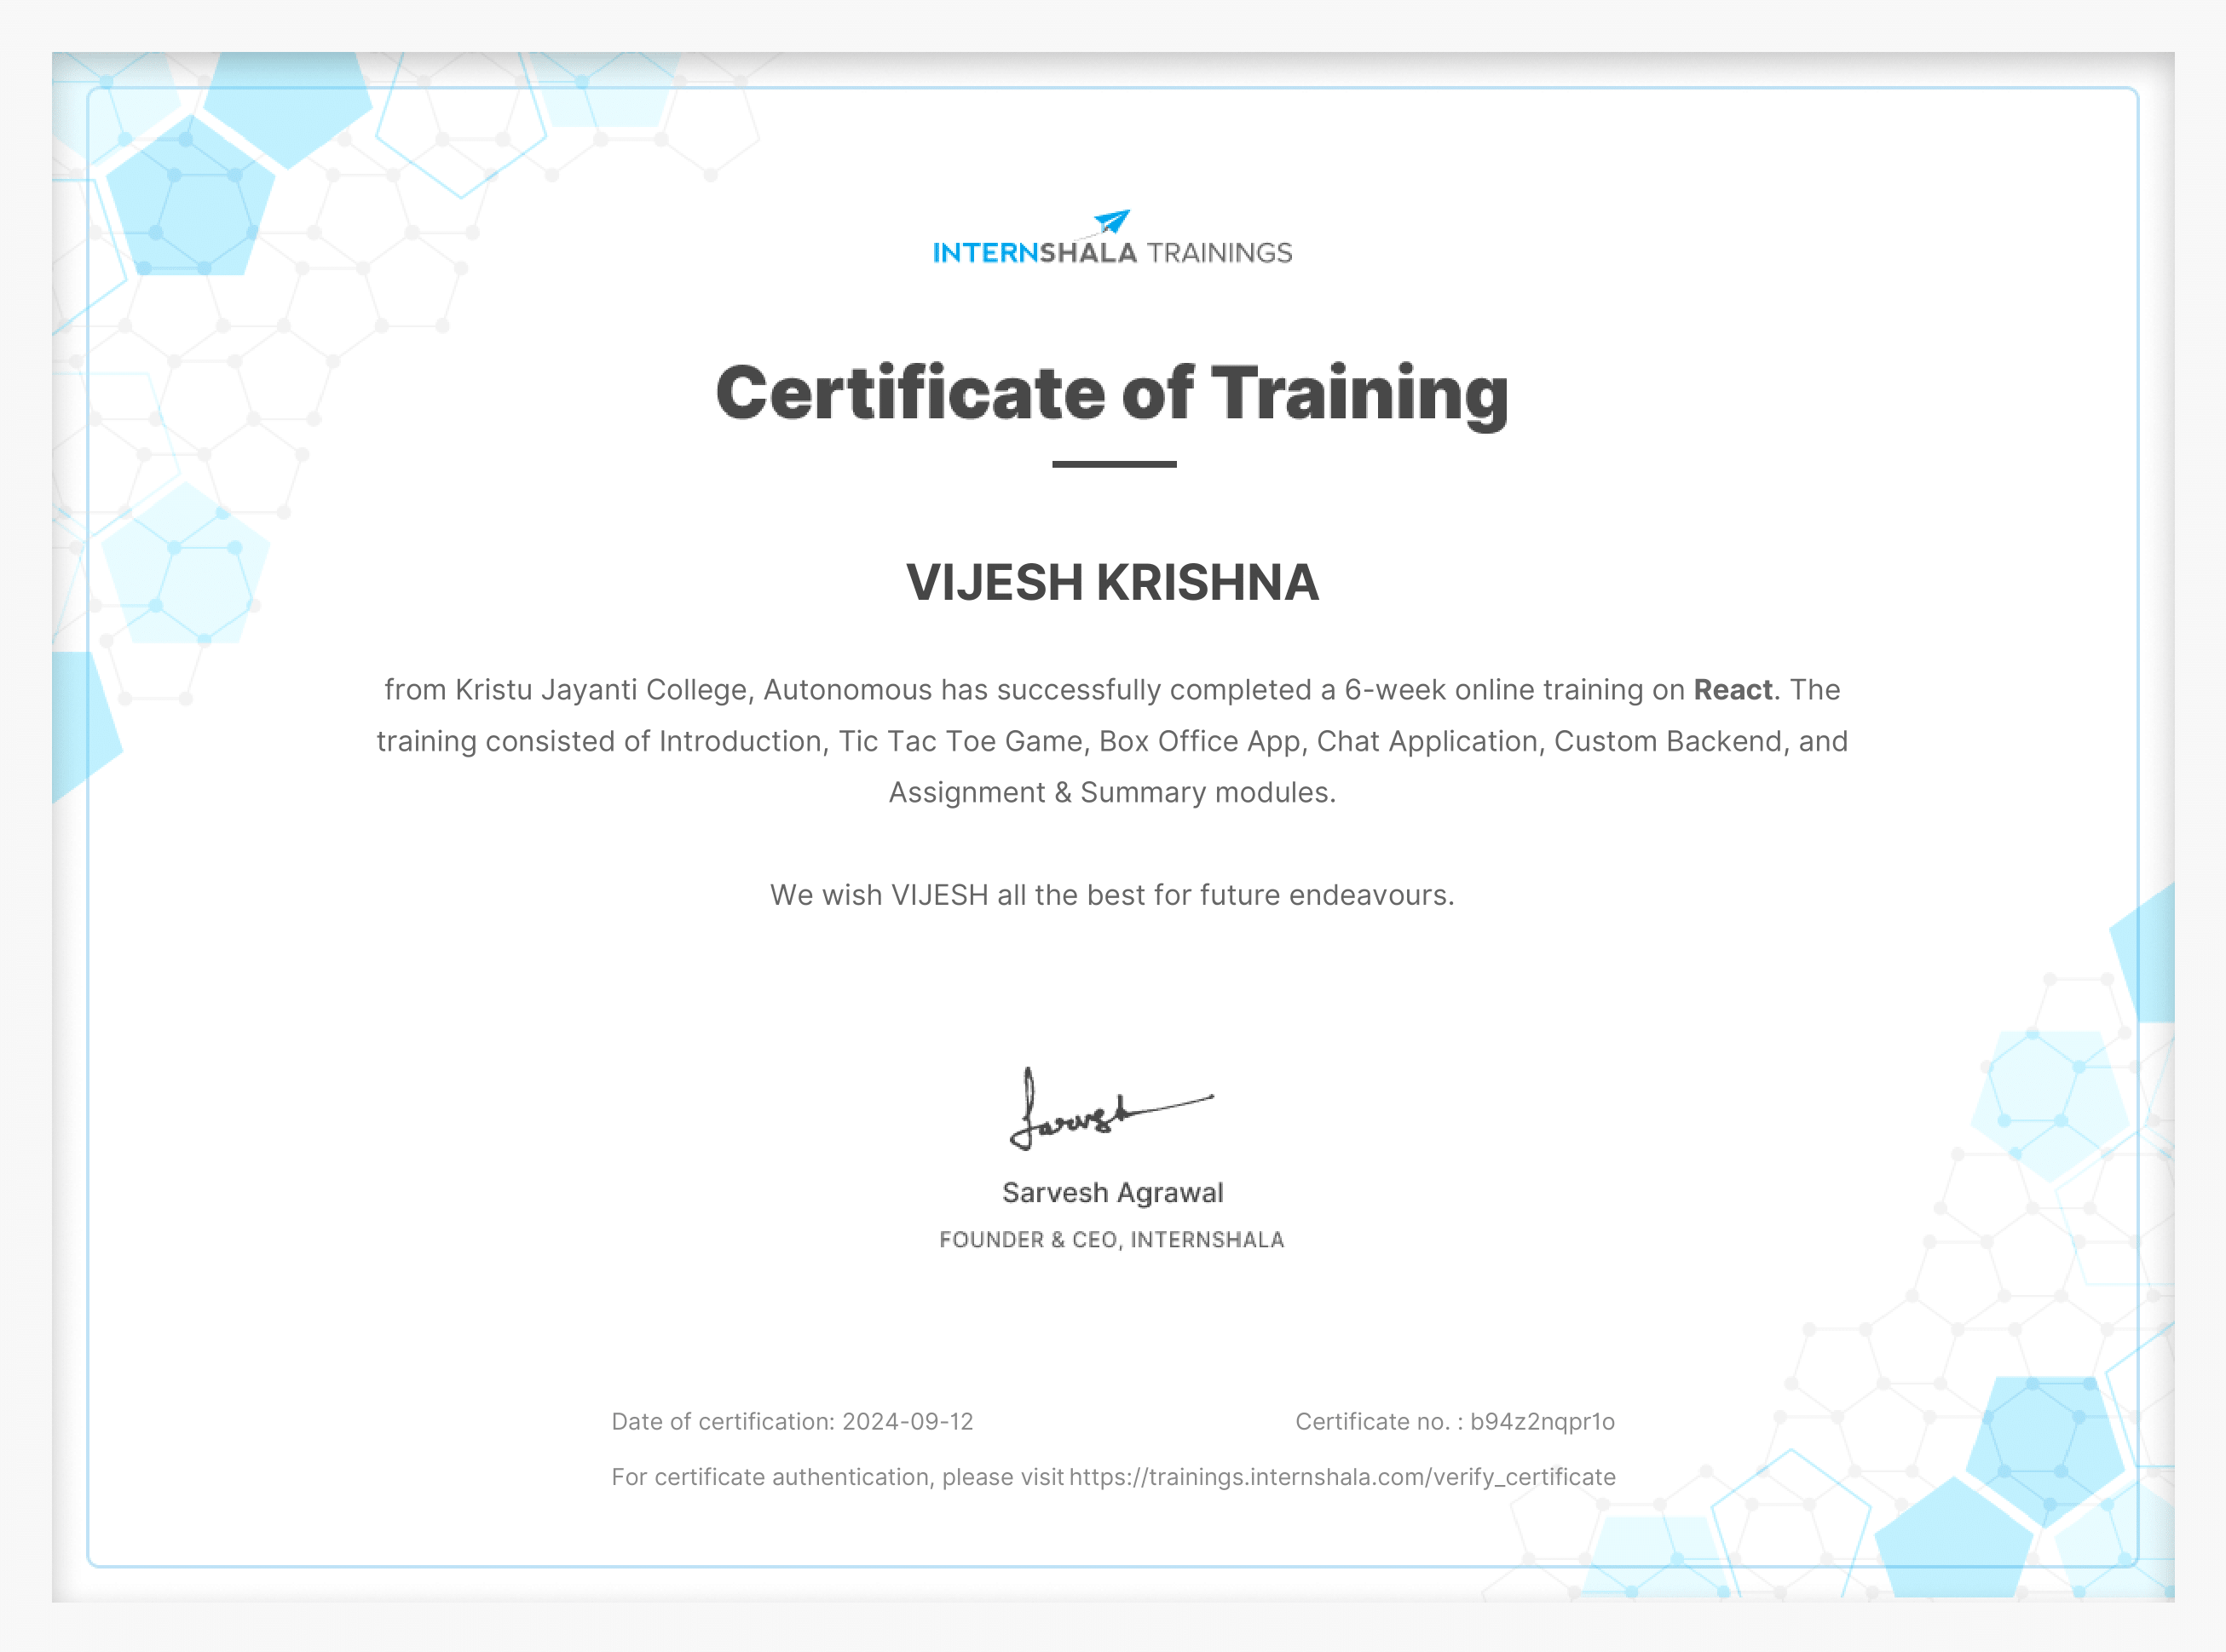 INTERNSHALA TRAININGS
Certificate of Training
VIJESH KRISHNA
from Kristu Jayanti College, Autonomous has successfully completed a 6-week online training on React. The
training consisted of Introduction, Tic Tac Toe Game, Box Office App, Chat Application, Custom Backend, and
Assignment & Summary modules.
We wish VIJESH all the best for future endeavours.
Sarvesh
Sarvesh Agrawal
FOUNDER & CEO, INTERNSHALA
Date of certification: 2024-09-12
Certificate no. : b94z2nqpr1o
For certificate authentication, please visit https://trainings.internshala.com/verify_certificate